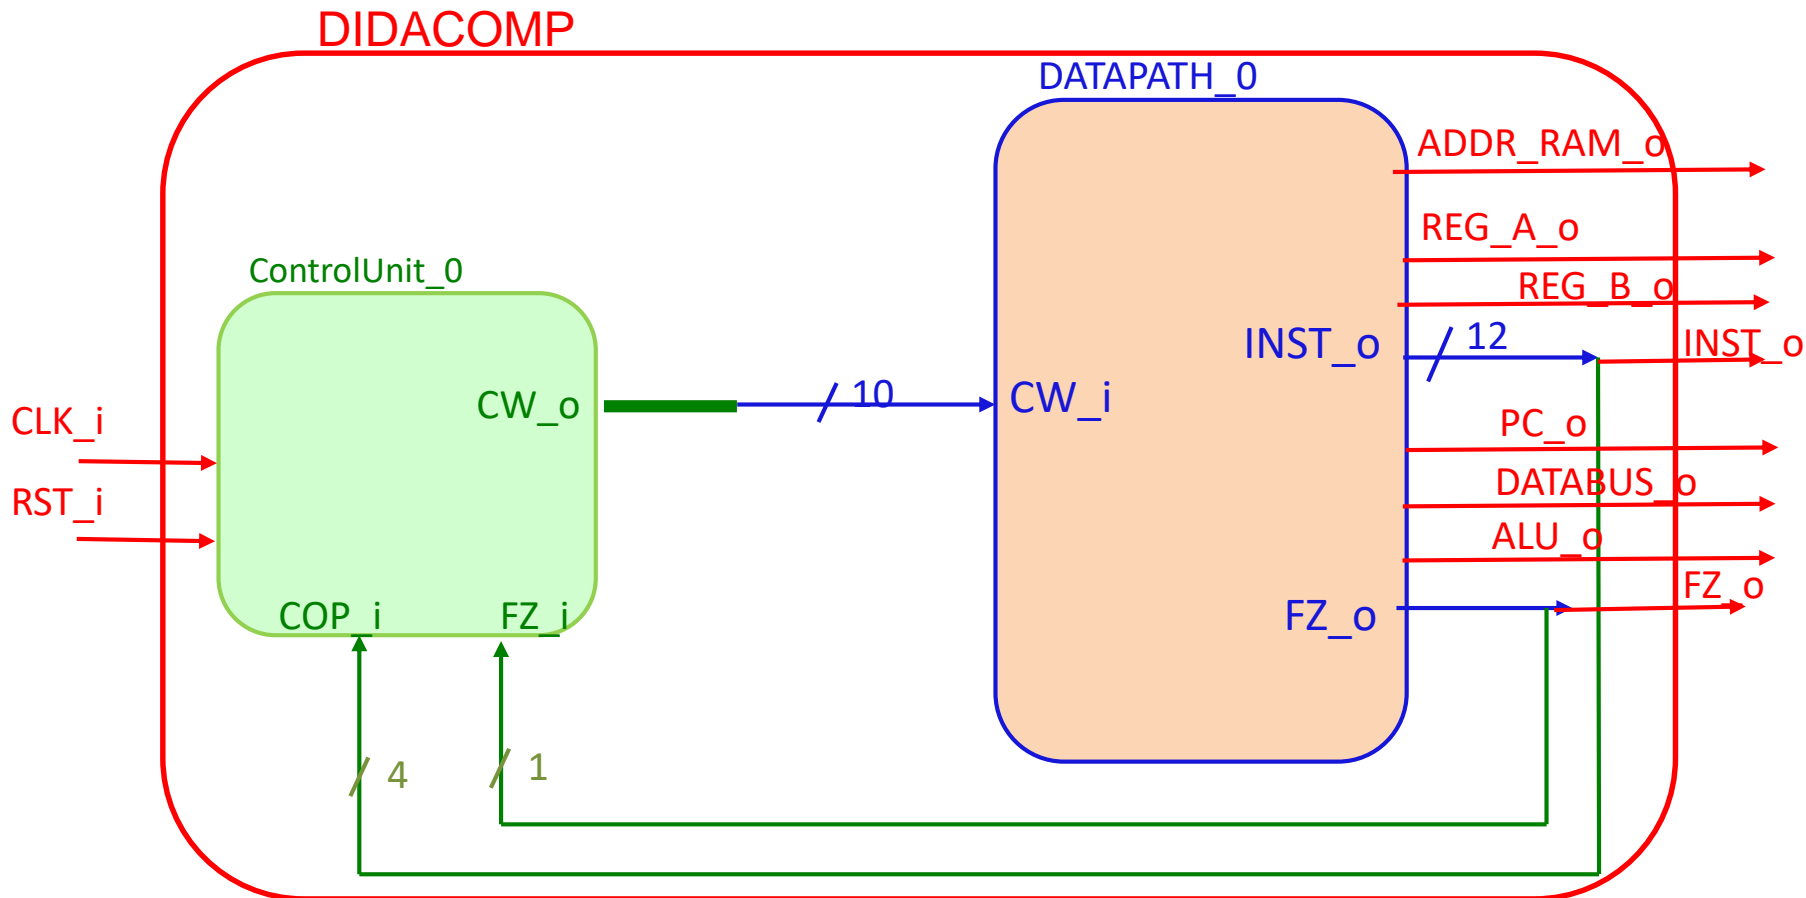 DIDACOMP
DATAPATH_0
ADDR_RAM_o
REG_A_o
ControlUnit_0
REG_B_o
INST_o
12
INST_o
CW_o
10
CW_i
CLK_i
PC_o
RST_i
DATABUS_o
ALU_o
COP_i
FZ_i
FZ_o
FZ_o
4
1